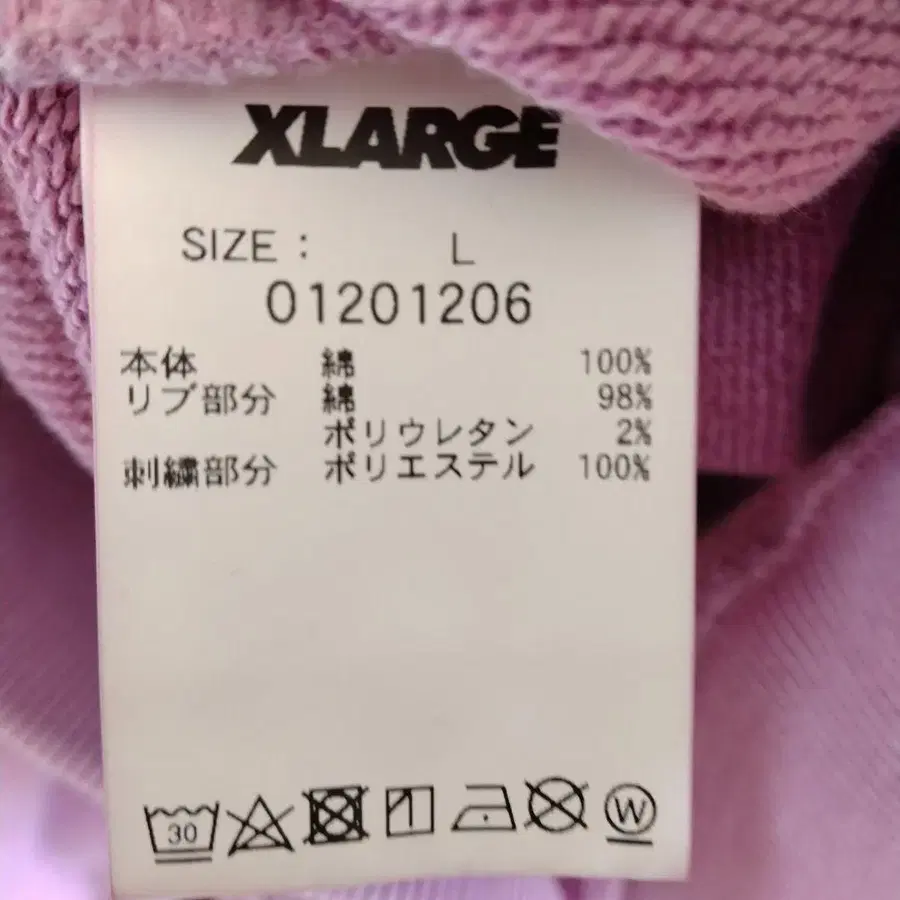 XLARGE
SIZE : L
01201206
本体 綿 100%
リブ部分 綿 98%
ポリウレタン 2%
刺繍部分 ポリエステル 100%
30
W